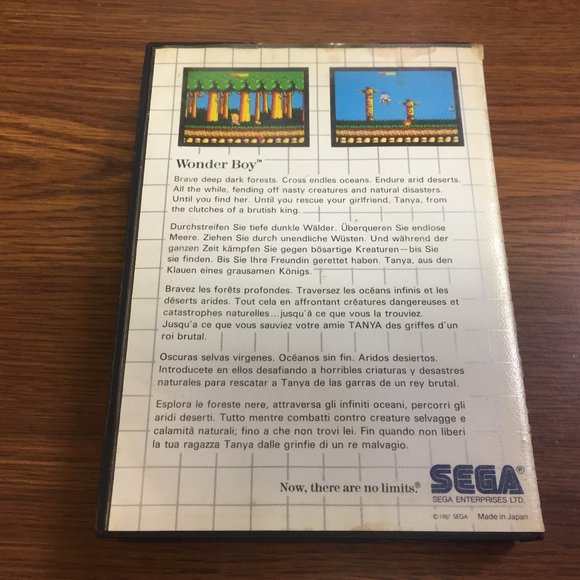 Wonder Boy™
Brave deep dark forests. Cross endles oceans. Endure arid deserts.
All the while, fending off nasty creatures and natural disasters.
Until you find her. Until you rescue your girlfriend, Tanya, from
the clutches of a brutish king.
Durchstreifen Sie tiefe dunkle Wälder. Überqueren Sie endlose
Meere. Ziehen Sie durch unendliche Wüsten. Und während der
ganzen Zeit kämpfen Sie gegen bösartige Kreaturen – bis Sie
sie finden. Bis Sie Ihre Freundin gerettet haben. Tanya, aus den
Klauen eines grausamen Königs.
Bravez les forêts profondes. Traversez les océans infinis et les
déserts arides. Tout cela en affrontant créatures dangereuses et
catastrophes naturelles...jusqu'à ce que vous la trouviez.
Jusqu'a ce que vous sauviez votre amie TANYA des griffes d'un
roi brutal.
Oscuras selvas virgenes. Océanos sin fin. Aridos desiertos.
Introducete en ellos desafiando a horribles criaturas y desastres
naturales para rescatar a Tanya de las garras de un rey brutal.
Esplora le foreste nere, attraversa gli infiniti oceani, percorri gli
aridi deserti. Tutto mentre combatti contro creature selvagge e
calamità naturali; fino a che non trovi lei. Fin quando non liberi
la tua ragazza Tanya dalle grinfie di un re malvagio.
Now, there are no limits.®
SEGA®
SEGA ENTERPRISES LTD.
©1987 SEGA Made in Japan